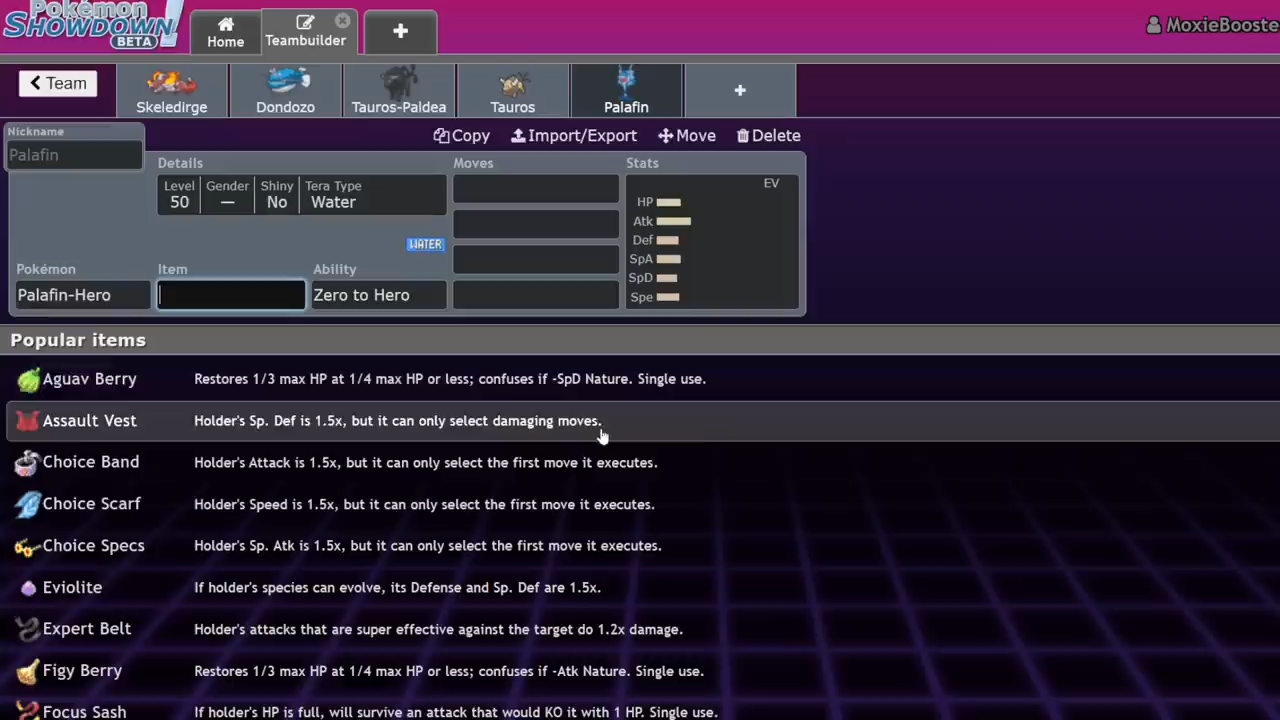 Pokémon
SHOWDOWN!
BETA
Home
Teambuilder
+
MoxieBooste
Team
Skeledirge
Dondozo
Tauros-Paldea
Tauros
Palafin
+
Nickname
Palafin
Copy
Import/Export
Move
Delete
Details
Moves
Stats
Level
Gender
Shiny
Tera Type
50
—
No
Water
EV
HP
Atk
Def
SpA
SpD
Spe
WATER
Pokémon
Item
Ability
Palafin-Hero
Zero to Hero
Popular items
Aguav Berry Restores 1/3 max HP at 1/4 max HP or less; confuses if -SpD Nature. Single use.
Assault Vest Holder's Sp. Def is 1.5x, but it can only select damaging moves.
Choice Band Holder's Attack is 1.5x, but it can only select the first move it executes.
Choice Scarf Holder's Speed is 1.5x, but it can only select the first move it executes.
Choice Specs Holder's Sp. Atk is 1.5x, but it can only select the first move it executes.
Eviolite If holder's species can evolve, its Defense and Sp. Def are 1.5x.
Expert Belt Holder's attacks that are super effective against the target do 1.2x damage.
Figy Berry Restores 1/3 max HP at 1/4 max HP or less; confuses if -Atk Nature. Single use.
Focus Sash If holder's HP is full, will survive an attack that would KO it with 1 HP. Single use.